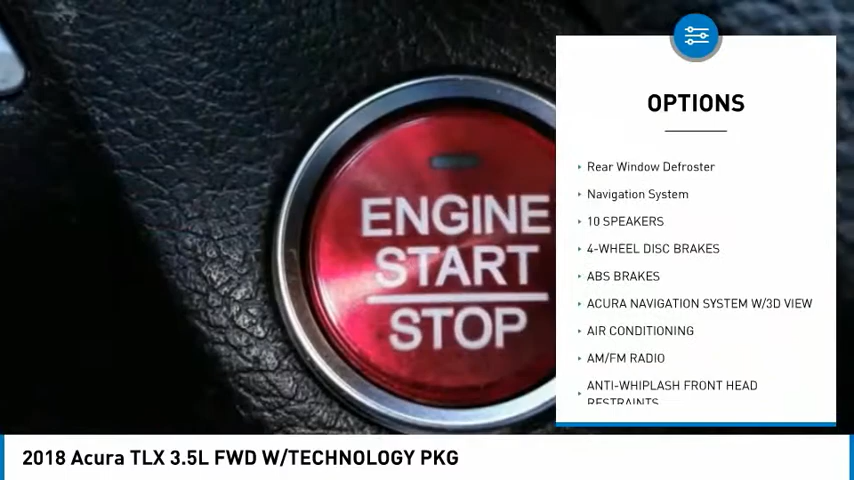 ENGINE
START
STOP
OPTIONS
Rear Window Defroster
Navigation System
10 SPEAKERS
4-WHEEL DISC BRAKES
ABS BRAKES
ACURA NAVIGATION SYSTEM W/3D VIEW
AIR CONDITIONING
AM/FM RADIO
ANTI-WHIPLASH FRONT HEAD
RESTRAINTS
2018 Acura TLX 3.5L FWD W/TECHNOLOGY PKG